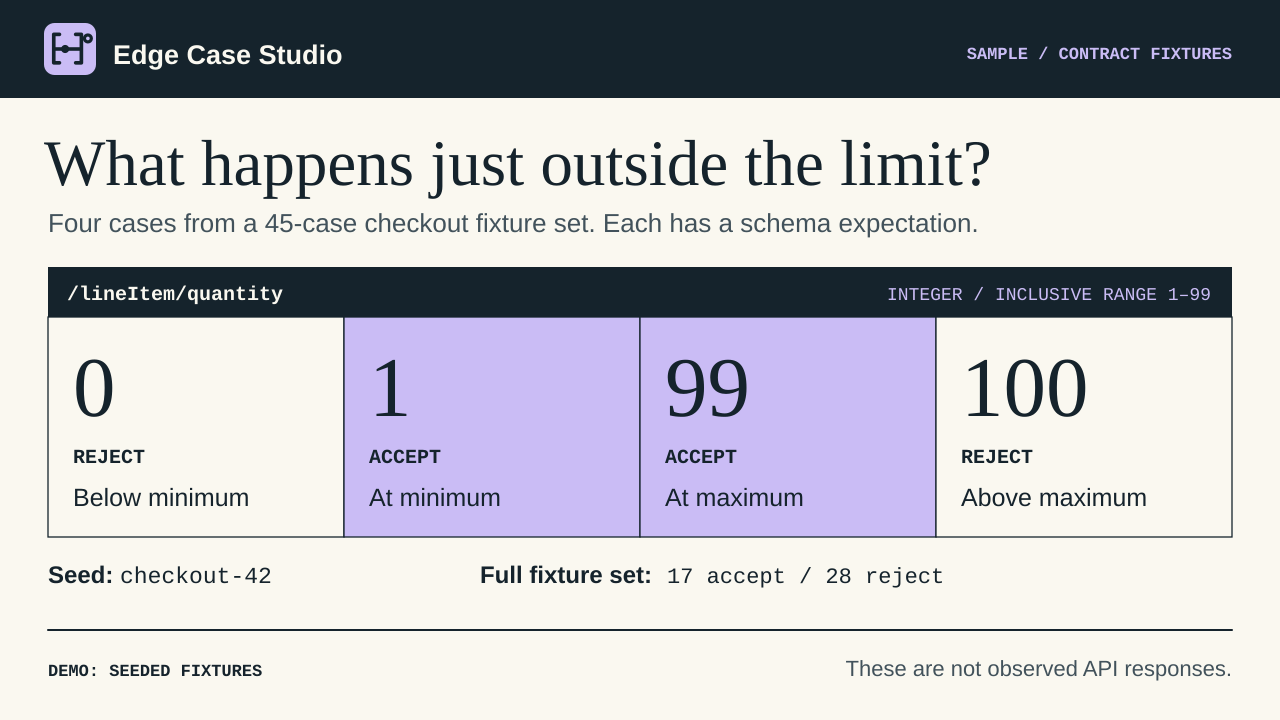 Edge Case Studio
SAMPLE / CONTRACT FIXTURES
What happens just outside the limit?
Four cases from a 45-case checkout fixture set. Each has a schema expectation.
/lineItem/quantity
INTEGER / INCLUSIVE RANGE 1–99
0
REJECT
Below minimum
1
ACCEPT
At minimum
99
ACCEPT
At maximum
100
REJECT
Above maximum
Seed: checkout-42
Full fixture set: 17 accept / 28 reject
DEMO: SEEDED FIXTURES
These are not observed API responses.